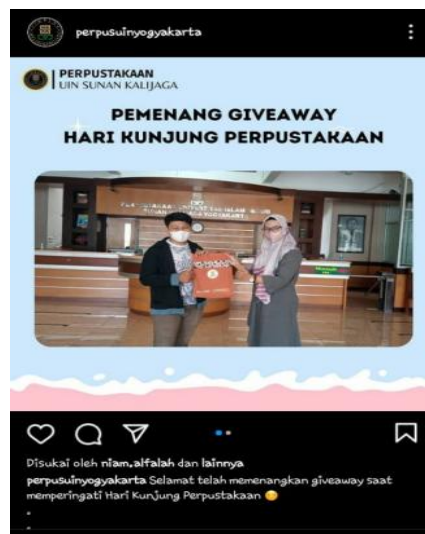 perpusuinyogyakarta
PERPUSTAKAAN
UIN SUNAN KALIJAGA
PEMENANG GIVEAWAY
HARI KUNJUNG PERPUSTAKAAN
Disukai oleh niam.alfalah dan lainnya
perpusuinyogyakarta Selamat telah memenangkan giveaway saat
memperingati Hari Kunjung Perpustakaan 😊